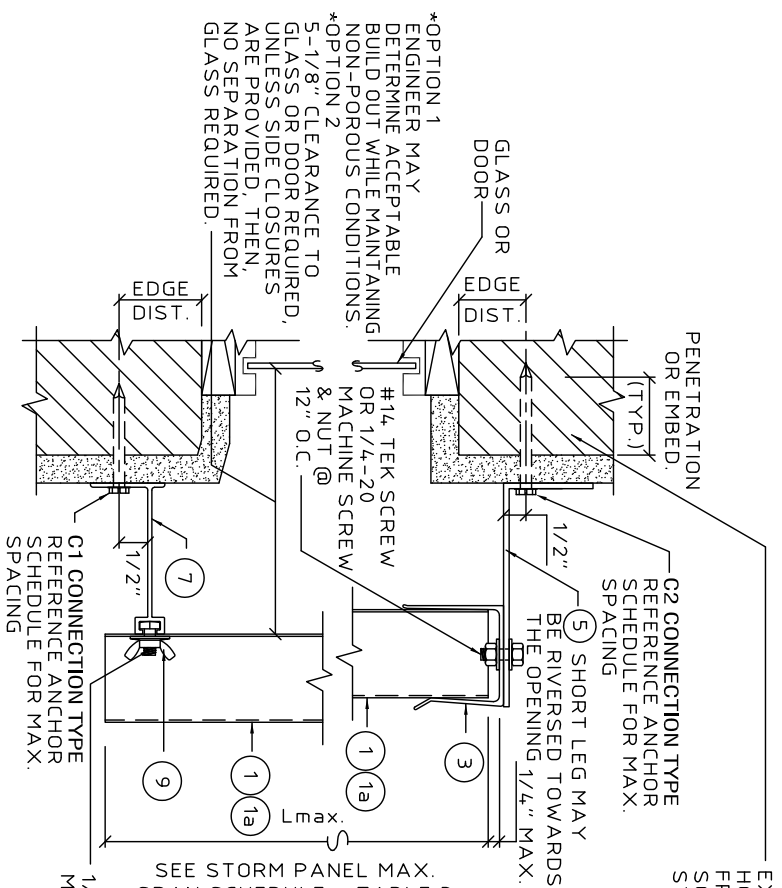 *OPTION 1
ENGINEER MAY
DETERMINE ACCEPTABLE
BUILD OUT WHILE MAINTANING
NON-POROUS CONDITIONS.
*OPTION 2
5-1/8" CLEARANCE TO
GLASS OR DOOR REQUIRED,
UNLESS SIDE CLOSURES
ARE PROVIDED, THEN,
NO SEPARATION FROM
GLASS REQUIRED.
GLASS OR
DOOR
EDGE
DIST.
EDGE
DIST.
PENETRATION
OR EMBED.
(TYP.)
#14 TEK SCREW
OR 1/4-20
MACHINE SCREW
& NUT @
12" O.C.
1/2"
C2 CONNECTION TYPE
REFERENCE ANCHOR
SCHEDULE FOR MAX.
SPACING
5 SHORT LEG MAY
BE RIVERSED TOWARDS
THE OPENING
1/4" MAX.
3
1 1a
7
1/2"
C1 CONNECTION TYPE
REFERENCE ANCHOR
SCHEDULE FOR MAX.
SPACING
9
1 1a
Lmax.
SEE STORM PANEL MAX.